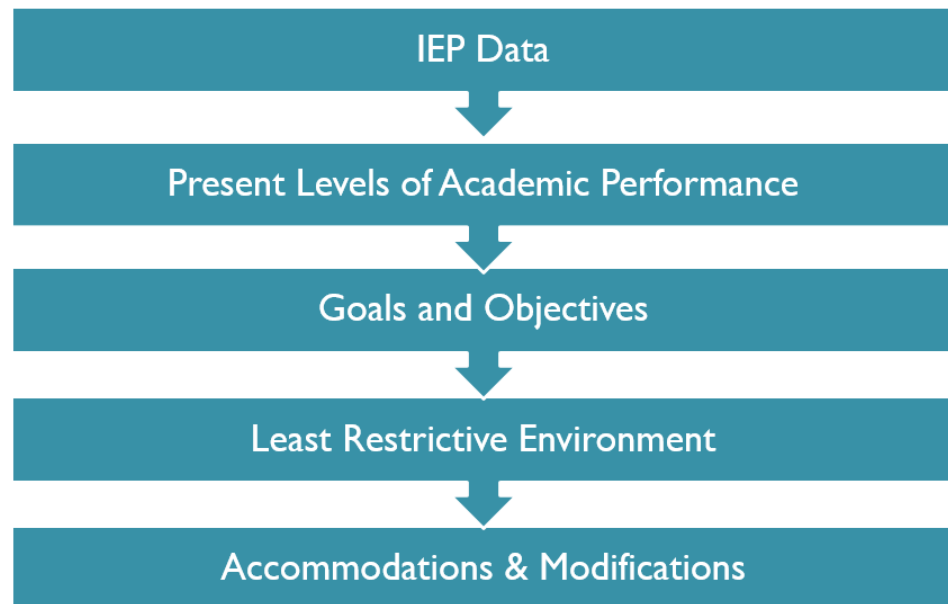 IEP Data
Present Levels of Academic Performance
Goals and Objectives
Least Restrictive Environment
Accommodations & Modifications